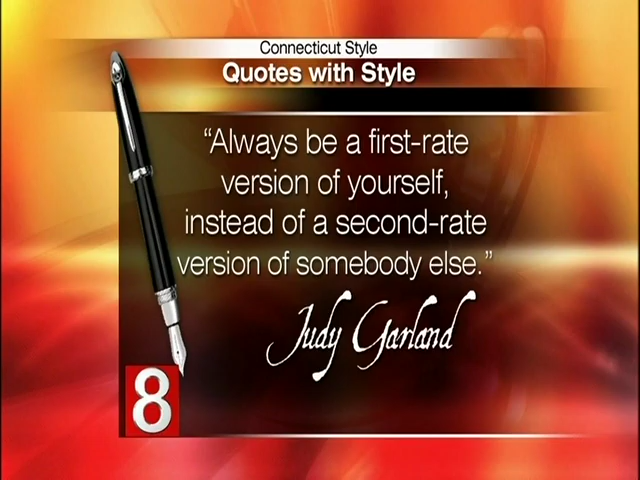 Connecticut Style
Quotes with Style
“Always be a first-rate
version of yourself,
instead of a second-rate
version of somebody else.”
Judy Garland
8